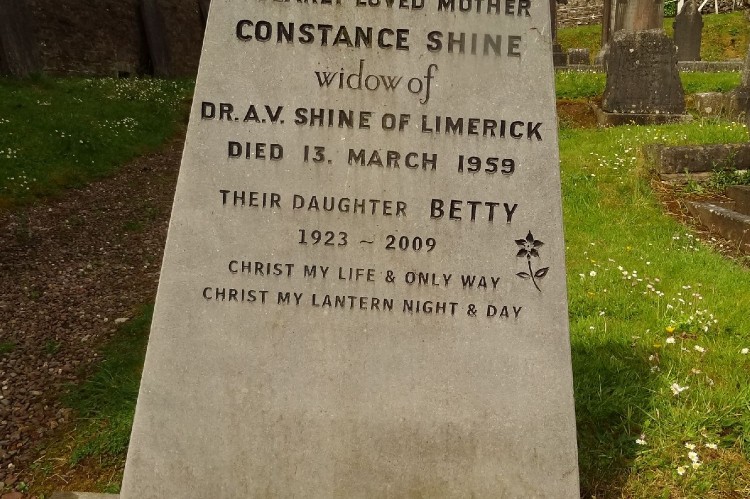 DEARLY LOVED MOTHER
CONSTANCE SHINE
widow of
DR. A.V. SHINE OF LIMERICK
DIED 13. MARCH 1959
THEIR DAUGHTER BETTY
1923 ~ 2009
CHRIST MY LIFE & ONLY WAY
CHRIST MY LANTERN NIGHT & DAY